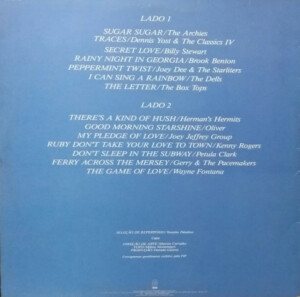 LADO 1
SUGAR SUGAR/The Archies
TRACES/Dennis Yost & The Classics IV
SECRET LOVE/Billy Stewart
RAINY NIGHT IN GEORGIA/Brook Benton
PEPPERMINT TWIST/Joey Dee & The Starliters
I CAN SING A RAINBOW/The Dells
THE LETTER/The Box Tops
LADO 2
THERE'S A KIND OF HUSH/Herman's Hermits
GOOD MORNING STARSHINE/Oliver
MY PLEDGE OF LOVE/Joey Jeffrey Group
RUBY DON'T TAKE YOUR LOVE TO TOWN/Kenny Rogers
DON'T SLEEP IN THE SUBWAY/Petula Clark
FERRY ACROSS THE MERSEY/Gerry & The Pacemakers
THE GAME OF LOVE/Wayne Fontana